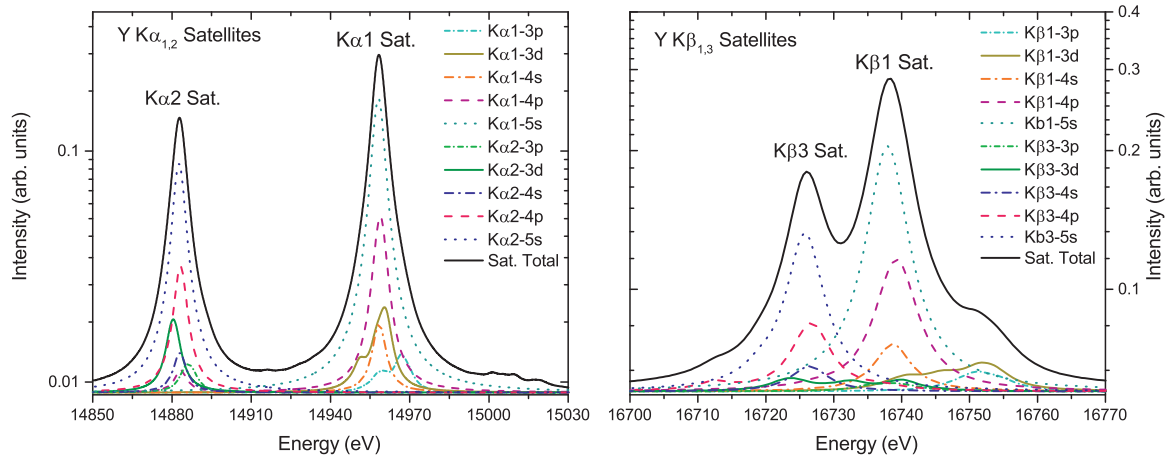 Y Kα1,2 Satellites
Kα2 Sat.
Kα1 Sat.
Kα1-3p
Kα1-3d
Kα1-4s
Kα1-4p
Kα1-5s
Kα2-3p
Kα2-3d
Kα2-4s
Kα2-4p
Kα2-5s
Sat. Total
Intensity (arb. units)
0.1
0.01
14850
14880
14910
14940
14970
15000
15030
Energy (eV)
Y Kβ1,3 Satellites
Kβ3 Sat.
Kβ1 Sat.
Kβ1-3p
Kβ1-3d
Kβ1-4s
Kβ1-4p
Kb1-5s
Kβ3-3p
Kβ3-3d
Kβ3-4s
Kβ3-4p
Kb3-5s
Sat. Total
0.4
0.3
0.2
0.1
Intensity (arb. units)
16700
16710
16720
16730
16740
16750
16760
16770
Energy (eV)